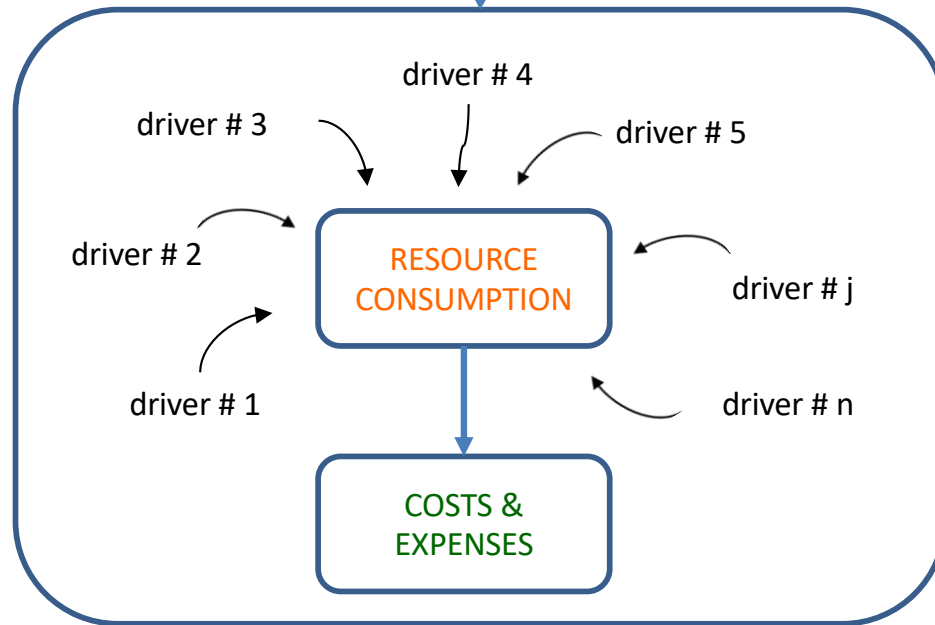 driver # 4
driver # 3
driver # 5
driver # 2
RESOURCE
CONSUMPTION
driver # j
driver # 1
driver # n
COSTS &
EXPENSES